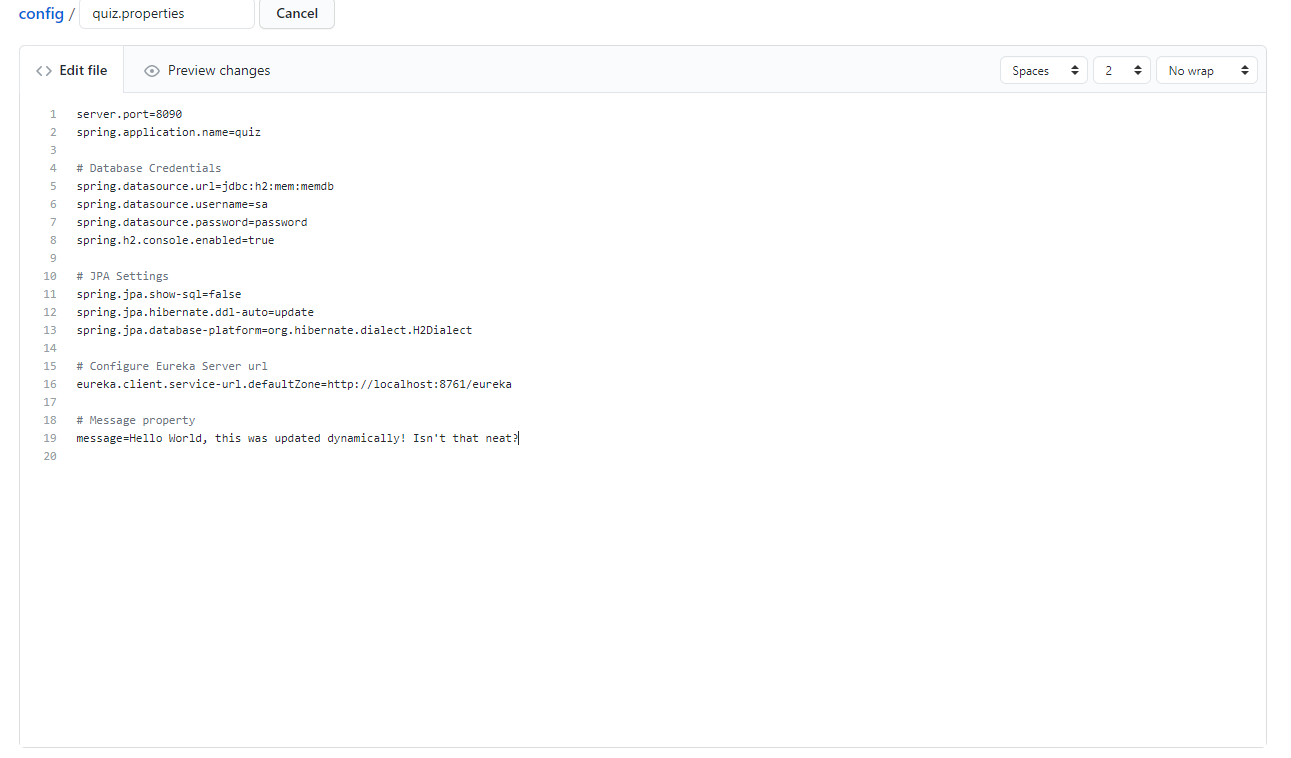 config / quiz.properties Cancel
Edit file Preview changes Spaces 2 No wrap
1 server.port=8090
2 spring.application.name=quiz
3
4 # Database Credentials
5 spring.datasource.url=jdbc:h2:mem:memdb
6 spring.datasource.username=sa
7 spring.datasource.password=password
8 spring.h2.console.enabled=true
9
10 # JPA Settings
11 spring.jpa.show-sql=false
12 spring.jpa.hibernate.ddl-auto=update
13 spring.jpa.database-platform=org.hibernate.dialect.H2Dialect
14
15 # Configure Eureka Server url
16 eureka.client.service-url.defaultZone=http://localhost:8761/eureka
17
18 # Message property
19 message=Hello World, this was updated dynamically! Isn't that neat?
20